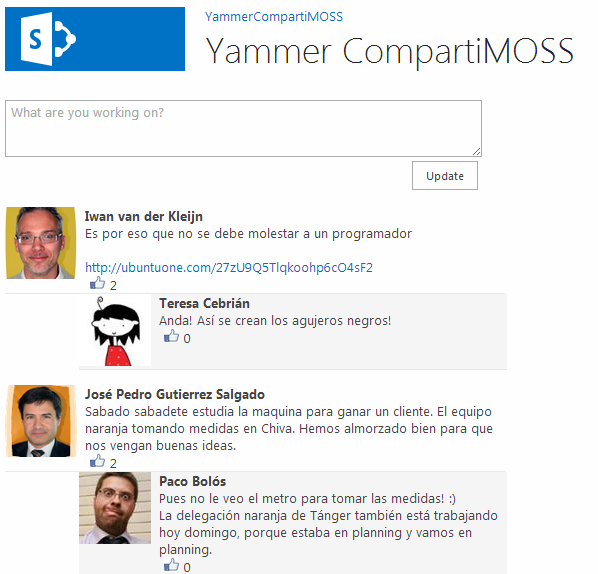 S
YammerCompartiMOSS
Yammer CompartiMOSS
What are you working on?
Update
Iwan van der Kleijn
Es por eso que no se debe molestar a un programador
http://ubuntuone.com/27zU9Q5Tlqkoohp6cO4sF2
2
Teresa Cebrián
Anda! Así se crean los agujeros negros!
0
José Pedro Gutierrez Salgado
Sabado sabadete estudia la maquina para ganar un cliente. El equipo
naranja tomando medidas en Chiva. Hemos almorzado bien para que
nos vengan buenas ideas.
2
Paco Bolós
Pues no le veo el metro para tomar las medidas! :)
La delegación naranja de Tánger también está trabajando
hoy domingo, porque estaba en planning y vamos en
planning.
0